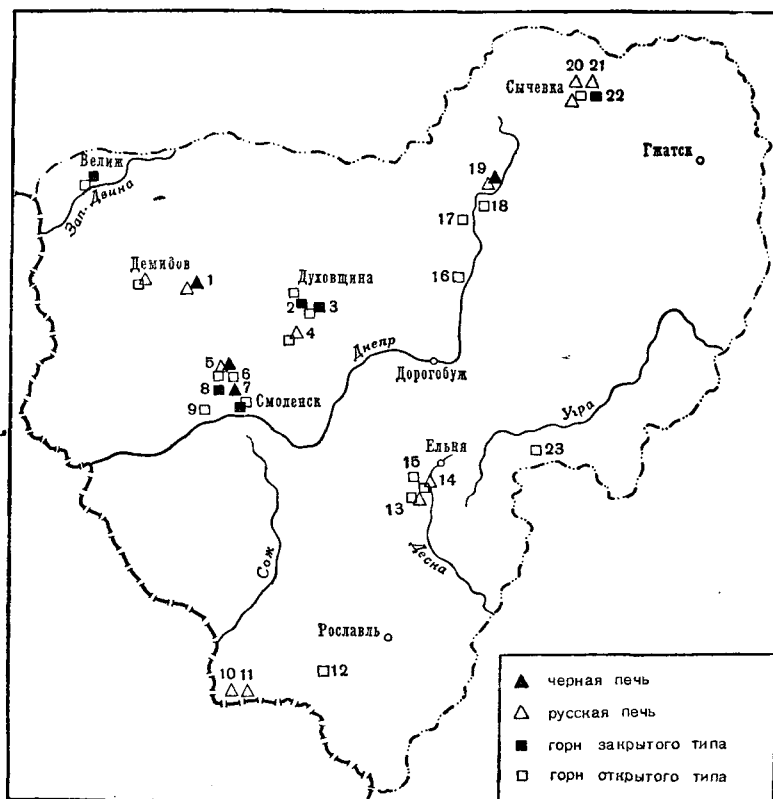 20 21
Сычевка
22
Гжатск
Велиж
Зап. Двина
19
18
17
Демидов
1
Духовщина
2
3
16
4
Днепр
Дорогобуж
5
6
8
7
9
Смоленск
Угра
Ельня
23
15
14
13
Десна
Сож
Рославль
10 11
12
черная печь
русская печь
горн закрытого типа
горн открытого типа